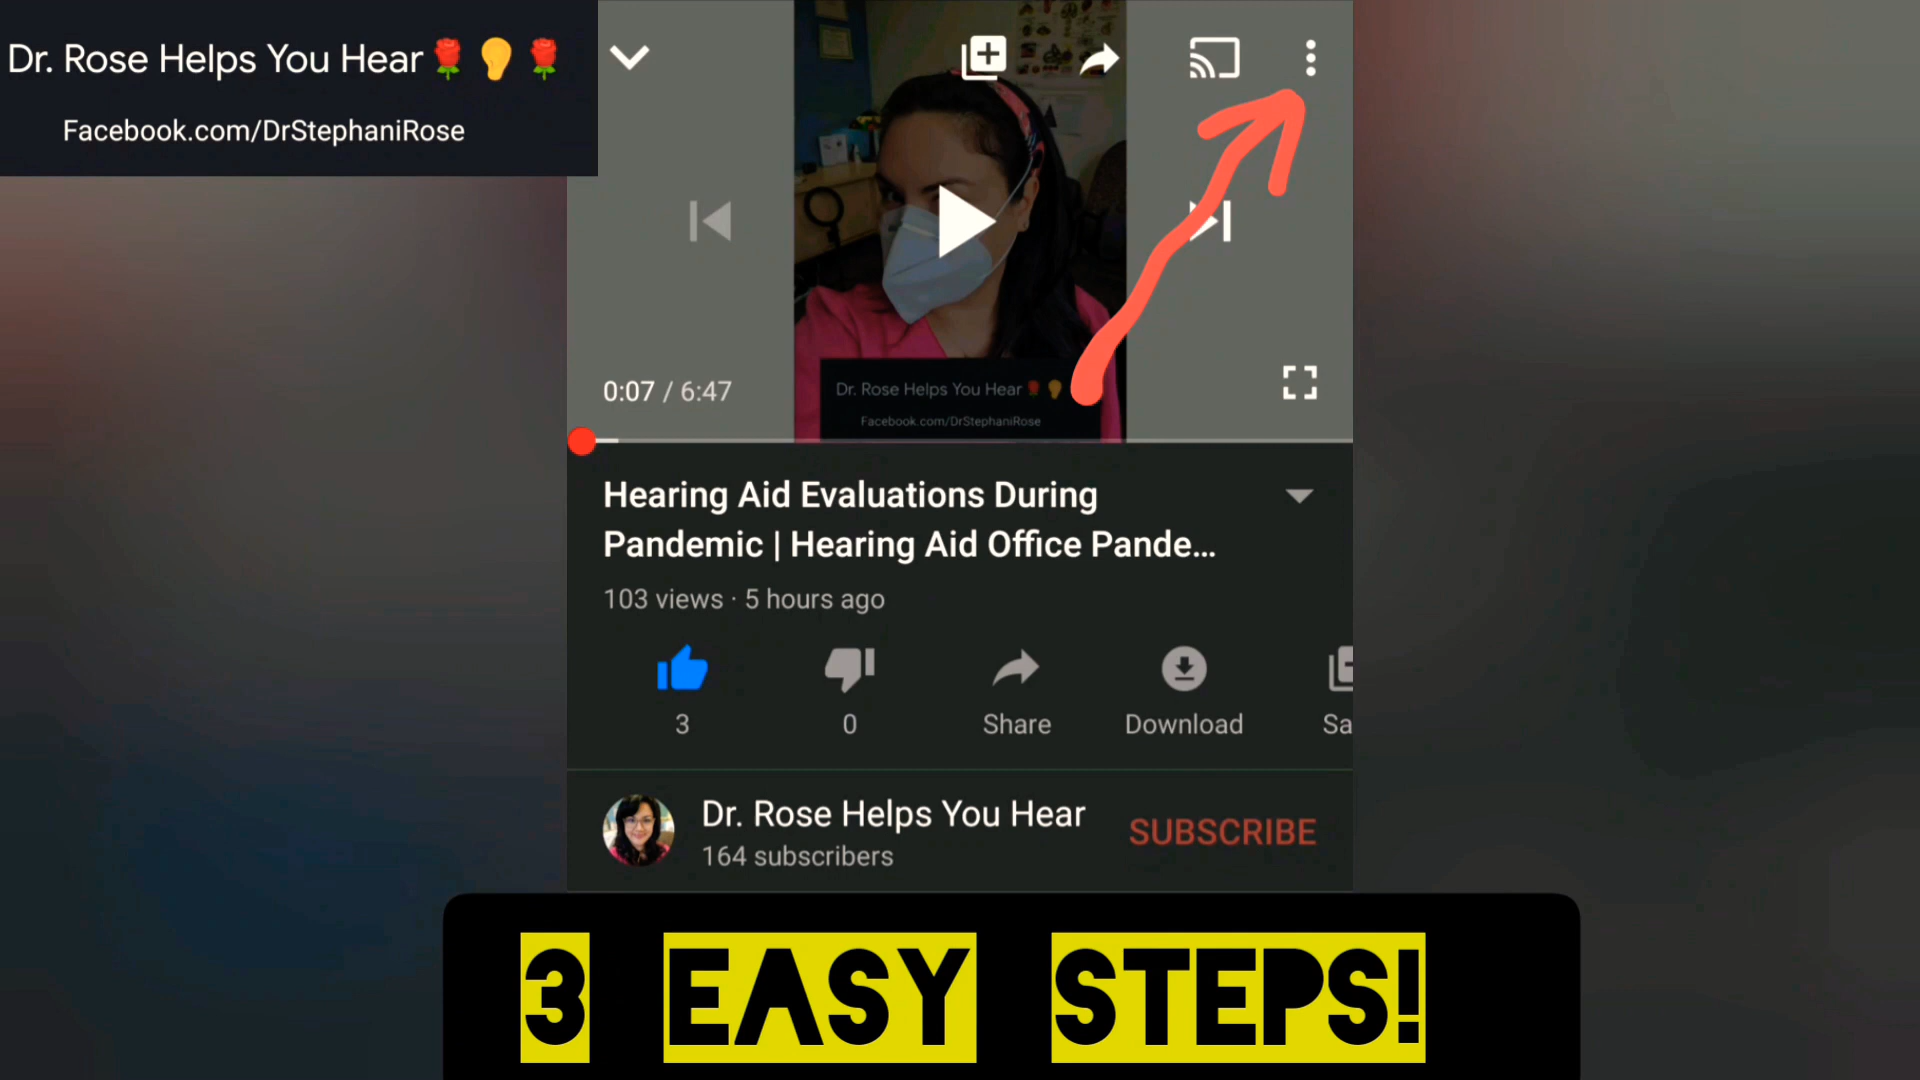 Dr. Rose Helps You Hear🌹👂🌹
Facebook.com/DrStephaniRose
0:07 / 6:47
Dr. Rose Helps You Hear🌹👂
Facebook.com/DrStephaniRose
Hearing Aid Evaluations During
Pandemic | Hearing Aid Office Pande...
103 views · 5 hours ago
3 0 Share Download Sa
Dr. Rose Helps You Hear
164 subscribers
SUBSCRIBE
3 EASY STEPS!